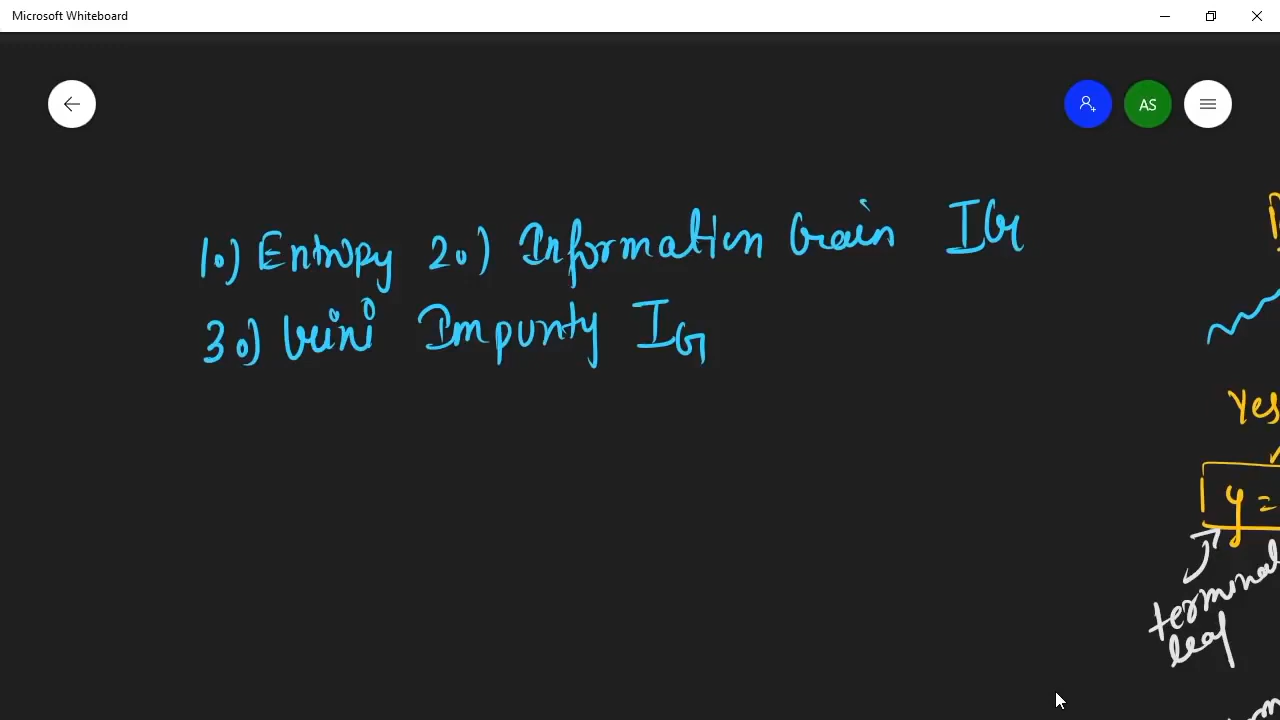 Microsoft Whiteboard
AS
1.) Entropy 2.) Information Gain IG
3.) Gini Impurity IG
Yes
y =
terminal
leaf